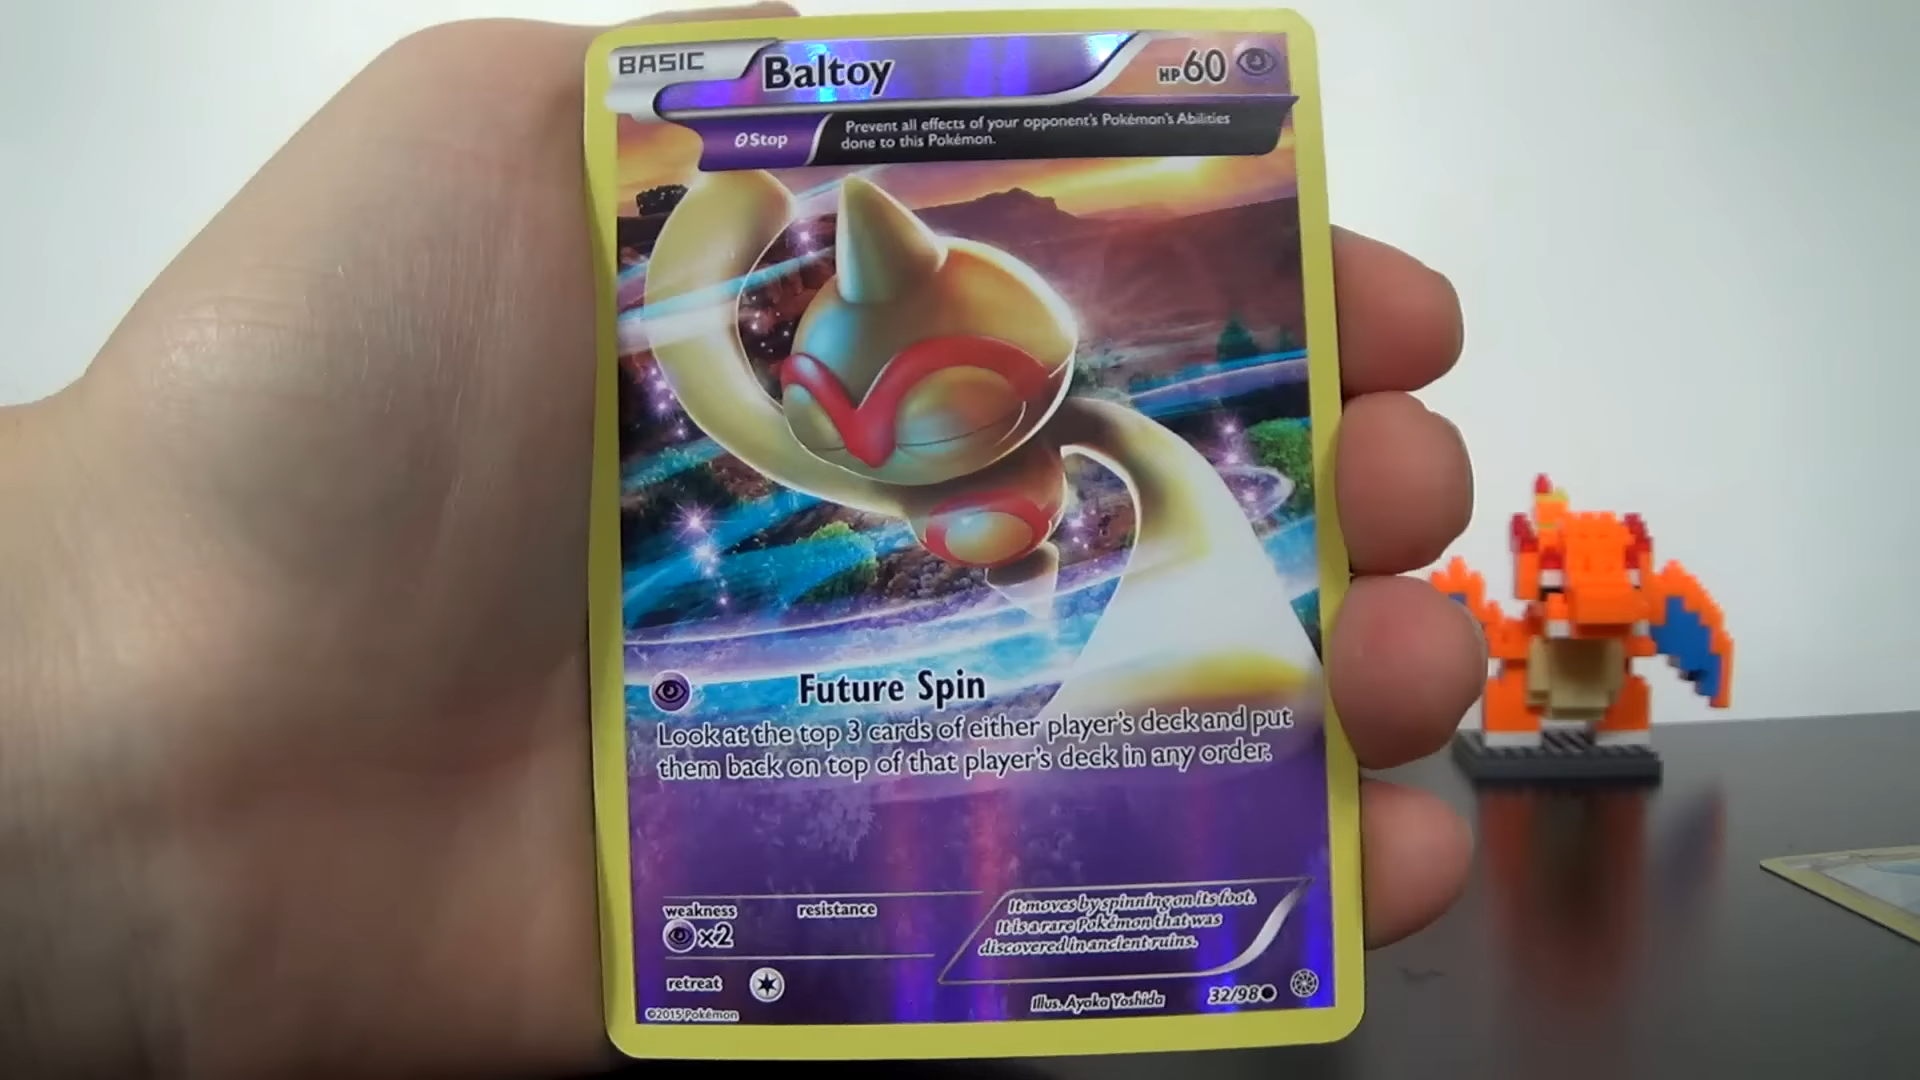 BASIC
Baltoy
HP60
θStop
Prevent all effects of your opponent's Pokémon's Abilities
done to this Pokémon.
Future Spin
Look at the top 3 cards of either player's deck and put
them back on top of that player's deck in any order.
weakness
resistance
x2
It moves by spinning on its foot.
It is a rare Pokémon that was
discovered in ancient ruins.
retreat
Illus. Ayaka Yoshida
32/98
©2015 Pokémon